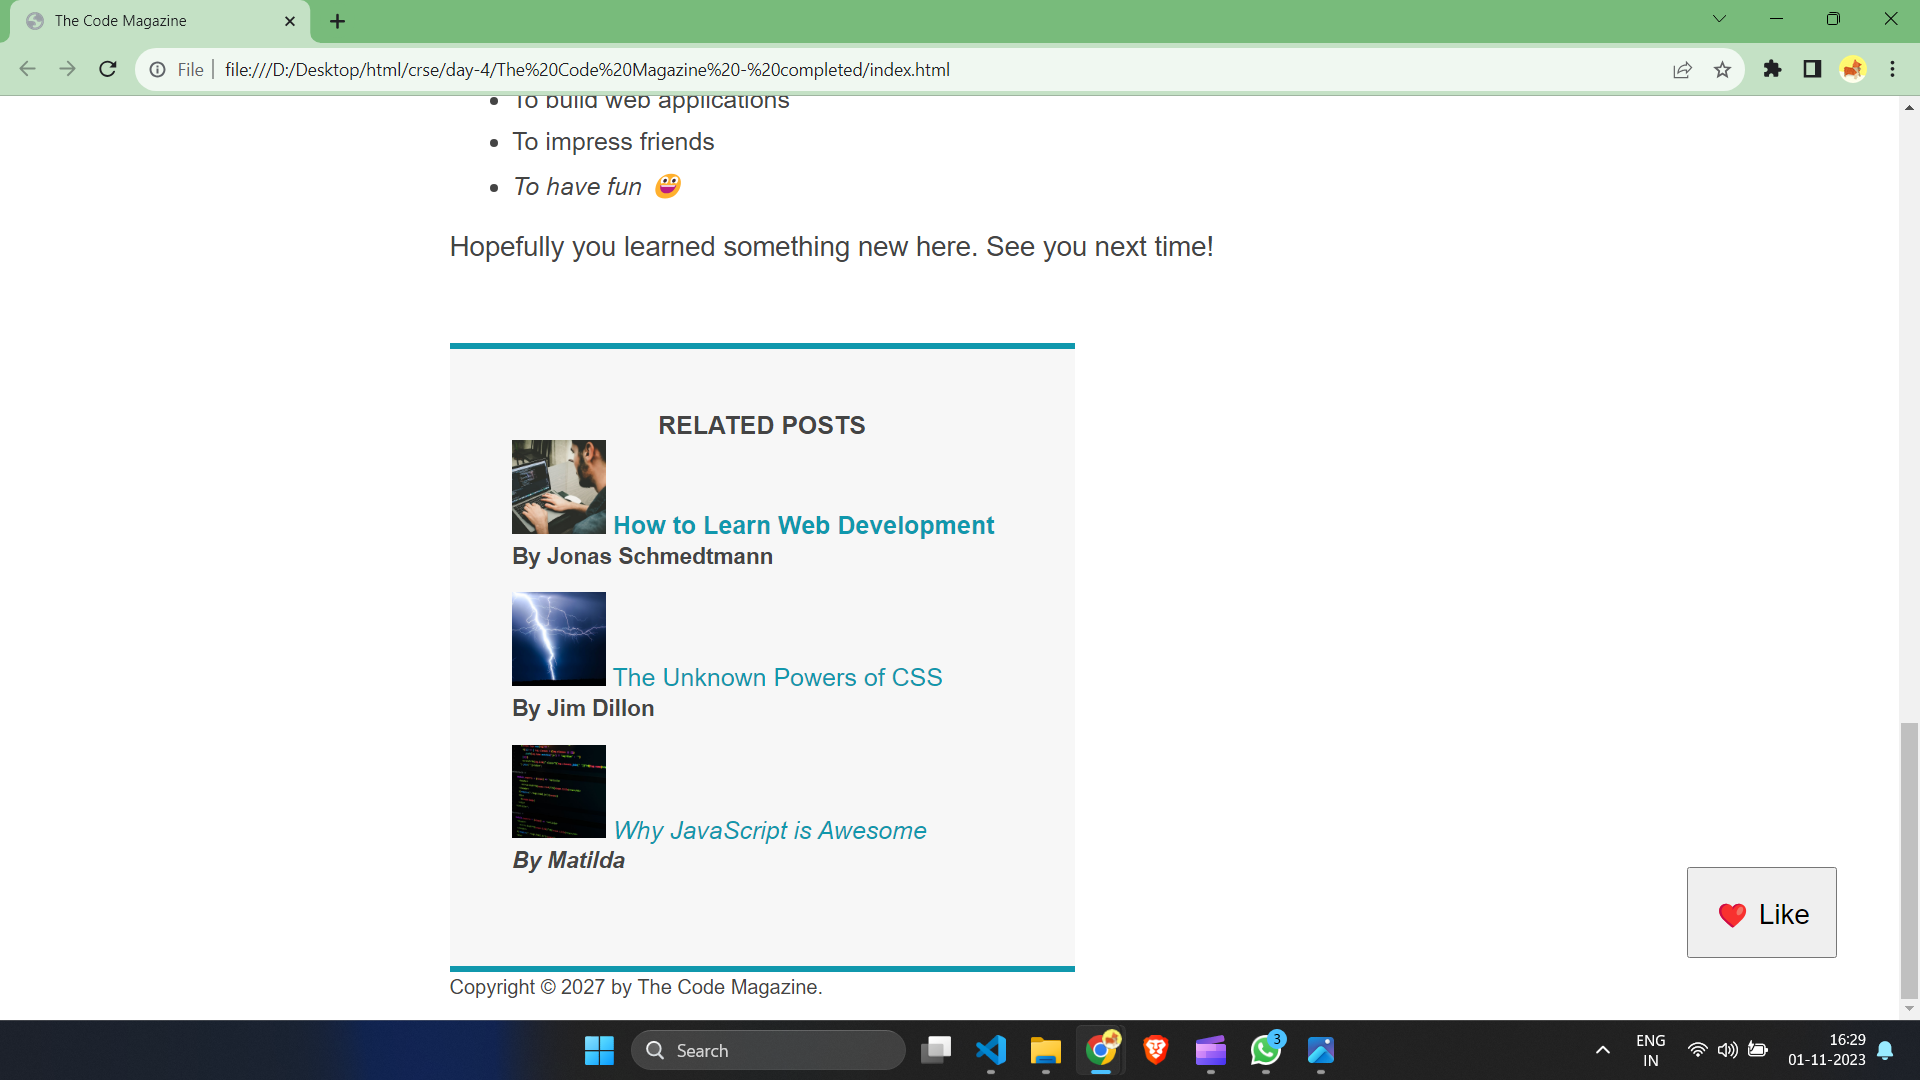 The Code Magazine
File
file:///D:/Desktop/html/crse/day-4/The%20Code%20Magazine%20-%20completed/index.html
To build web applications
To impress friends
To have fun 😀
Hopefully you learned something new here. See you next time!
RELATED POSTS
How to Learn Web Development
By Jonas Schmedtmann
The Unknown Powers of CSS
By Jim Dillon
Why JavaScript is Awesome
By Matilda
❤️ Like
Copyright © 2027 by The Code Magazine.
Search
3
ENG
IN
16:29
01-11-2023